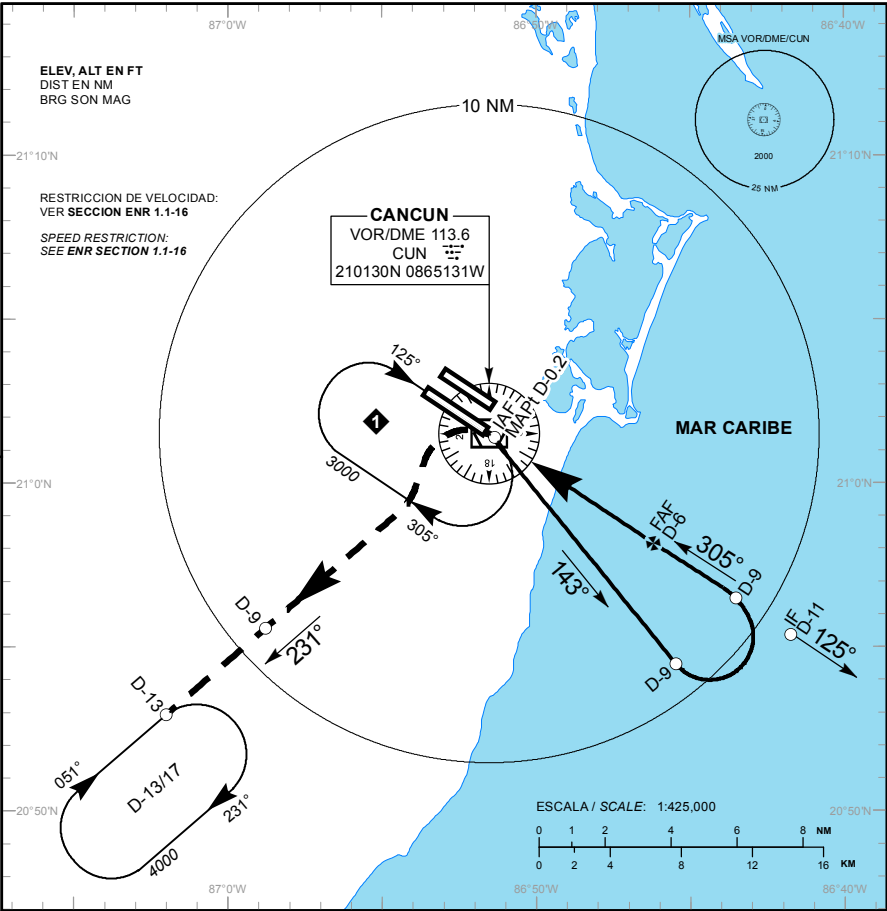 87°0'W
86°50'W
86°40'W
MSA VOR/DME/CUN
ELEV, ALT EN FT
DIST EN NM
BRG SON MAG
10 NM
2000
25 NM
21°10'N
21°10'N
RESTRICCION DE VELOCIDAD:
VER SECCION ENR 1.1-16
SPEED RESTRICTION:
SEE ENR SECTION 1.1-16
CANCUN
VOR/DME 113.6
CUN
210130N 0865131W
125°
1
3000
305°
IAF
MAPt D-0.2
18
MAR CARIBE
21°0'N
21°0'N
FAF
D-6
305°
D-9
143°
D-9
IF
D-11
125°
D-9
231°
D-13
051°
D-13/17
231°
4000
20°50'N
20°50'N
ESCALA / SCALE: 1:425,000
0 1 2 4 6 8 NM
0 2 4 8 12 16 KM
87°0'W
86°50'W
86°40'W